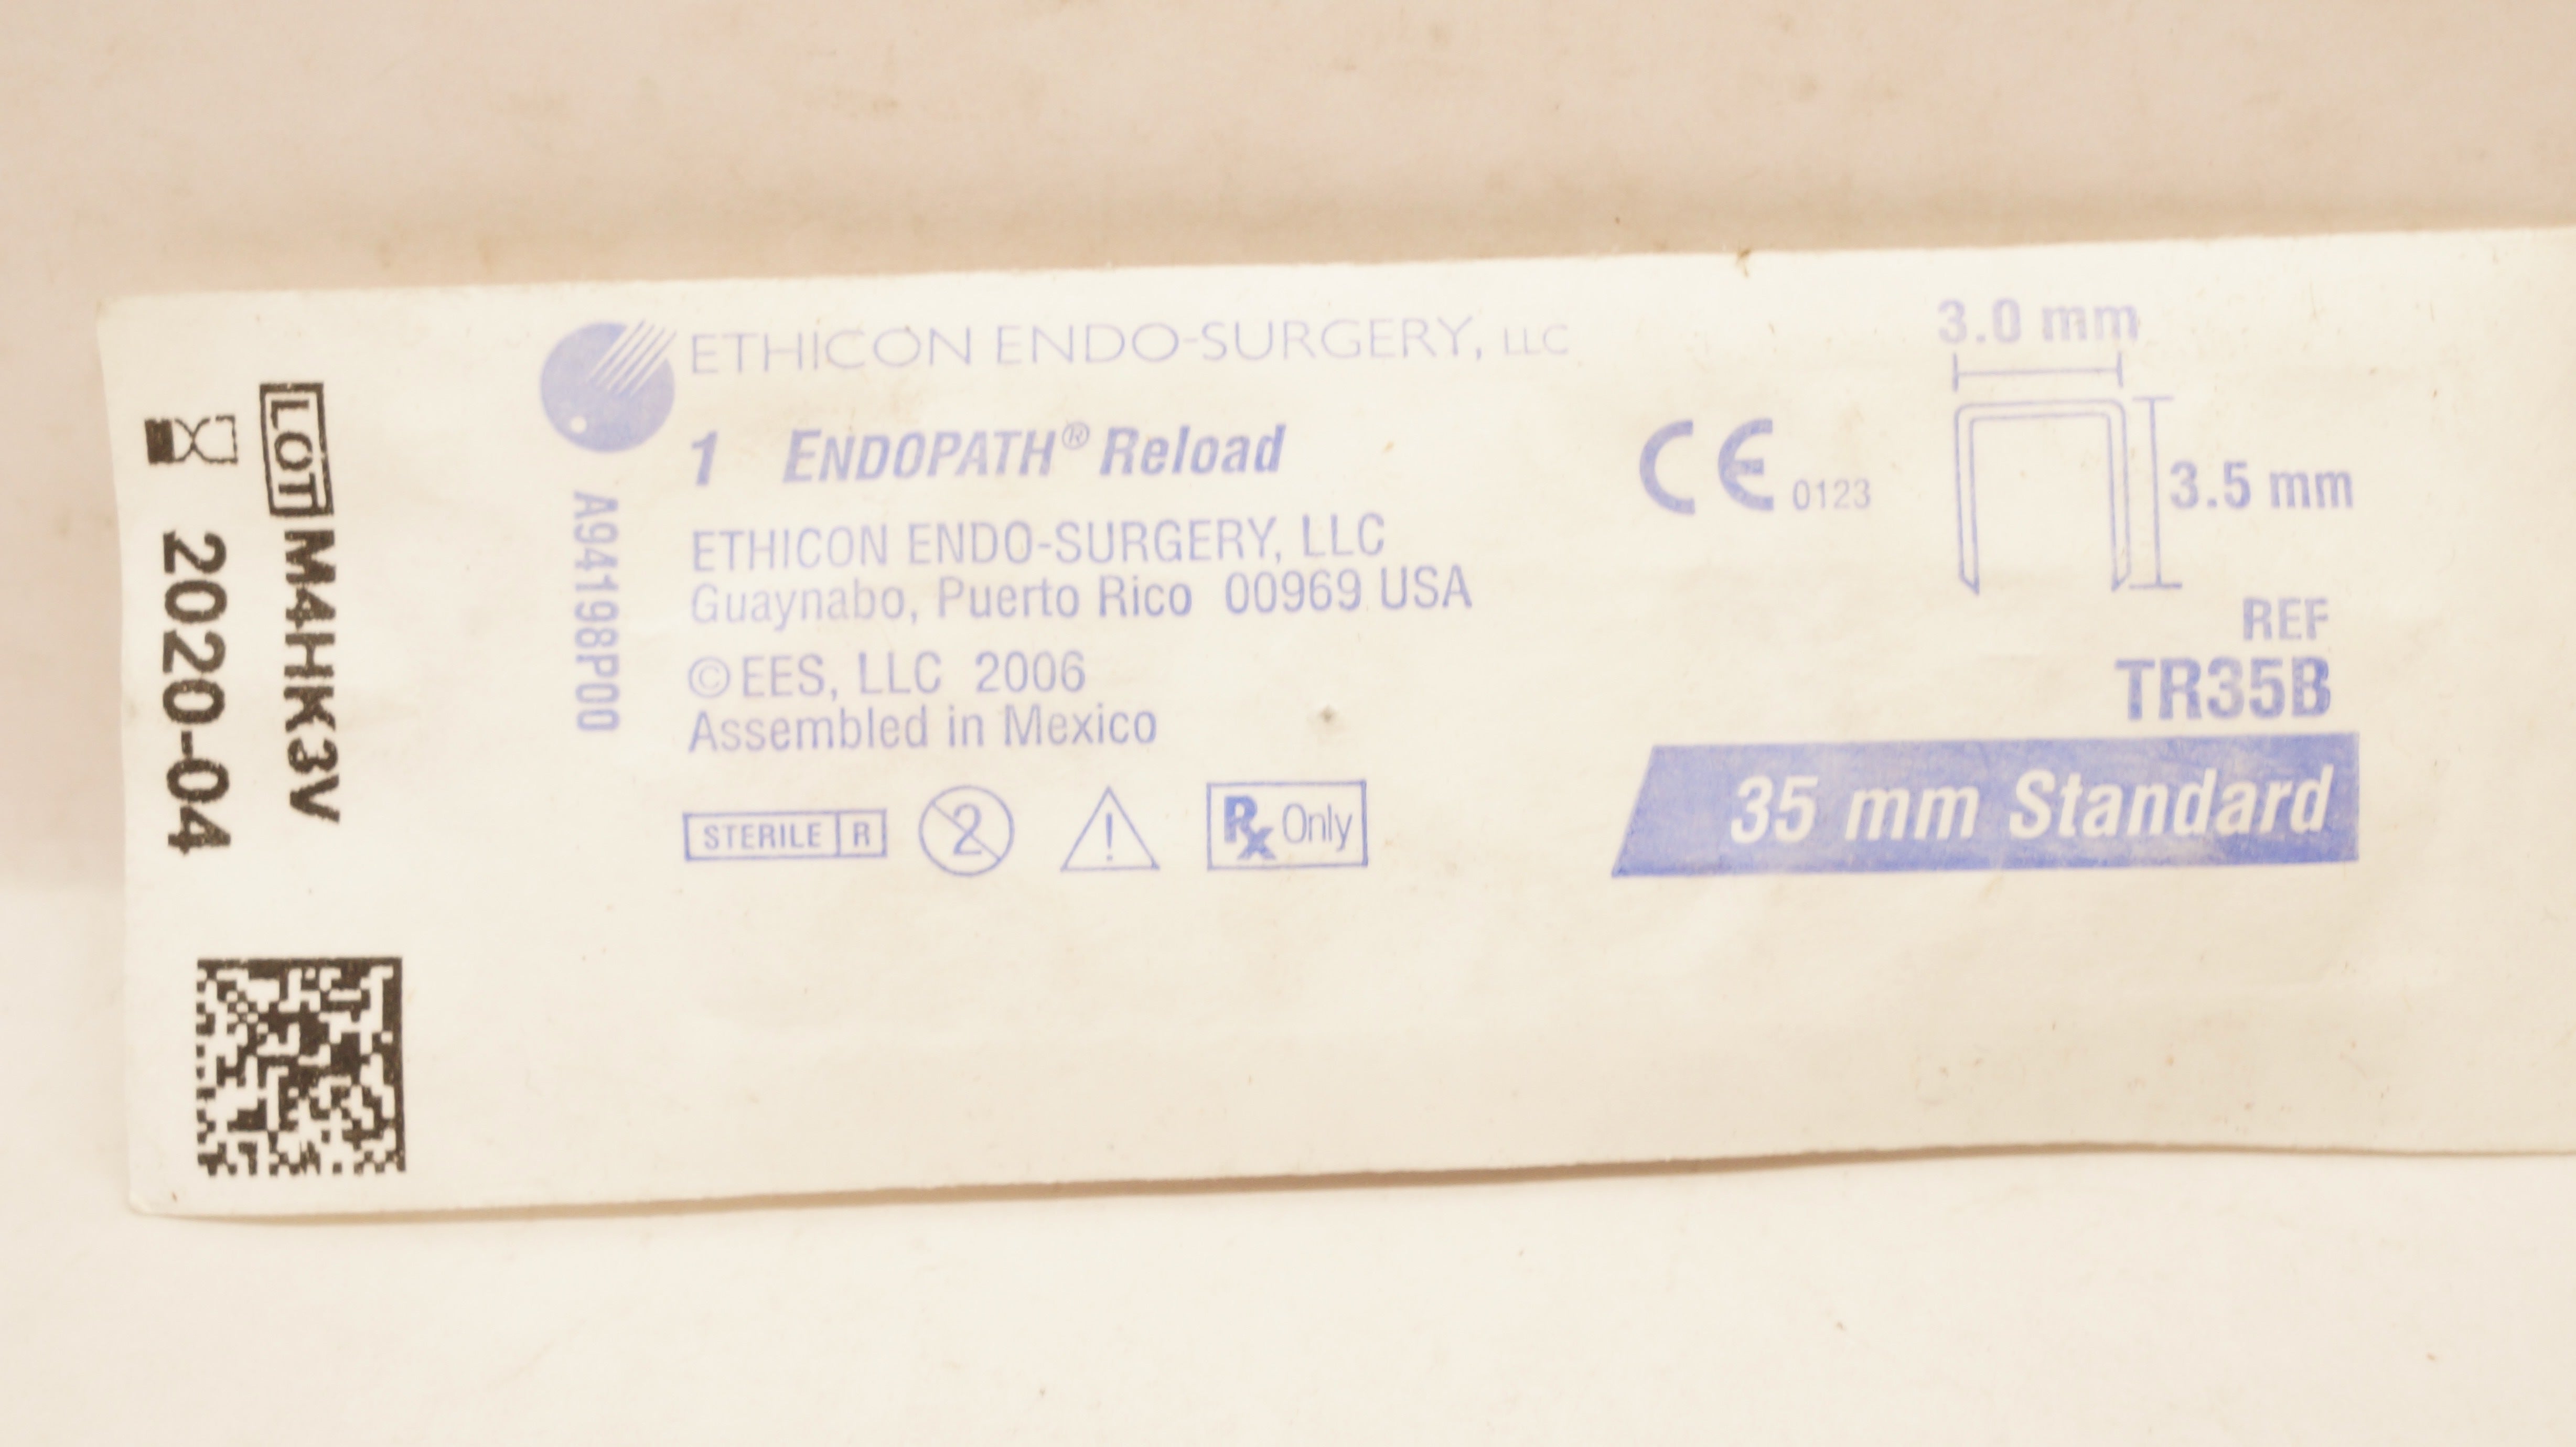 ETHICON ENDO-SURGERY, LLC
1 ENDOPATH® Reload
ETHICON ENDO-SURGERY, LLC
Guaynabo, Puerto Rico 00969 USA
©EES, LLC 2006
Assembled in Mexico
STERILE R
2
!
Rx Only
A94198P00
LOT M4HK3V
2020-04
CE 0123
3.0 mm
3.5 mm
REF
TR35B
35 mm Standard